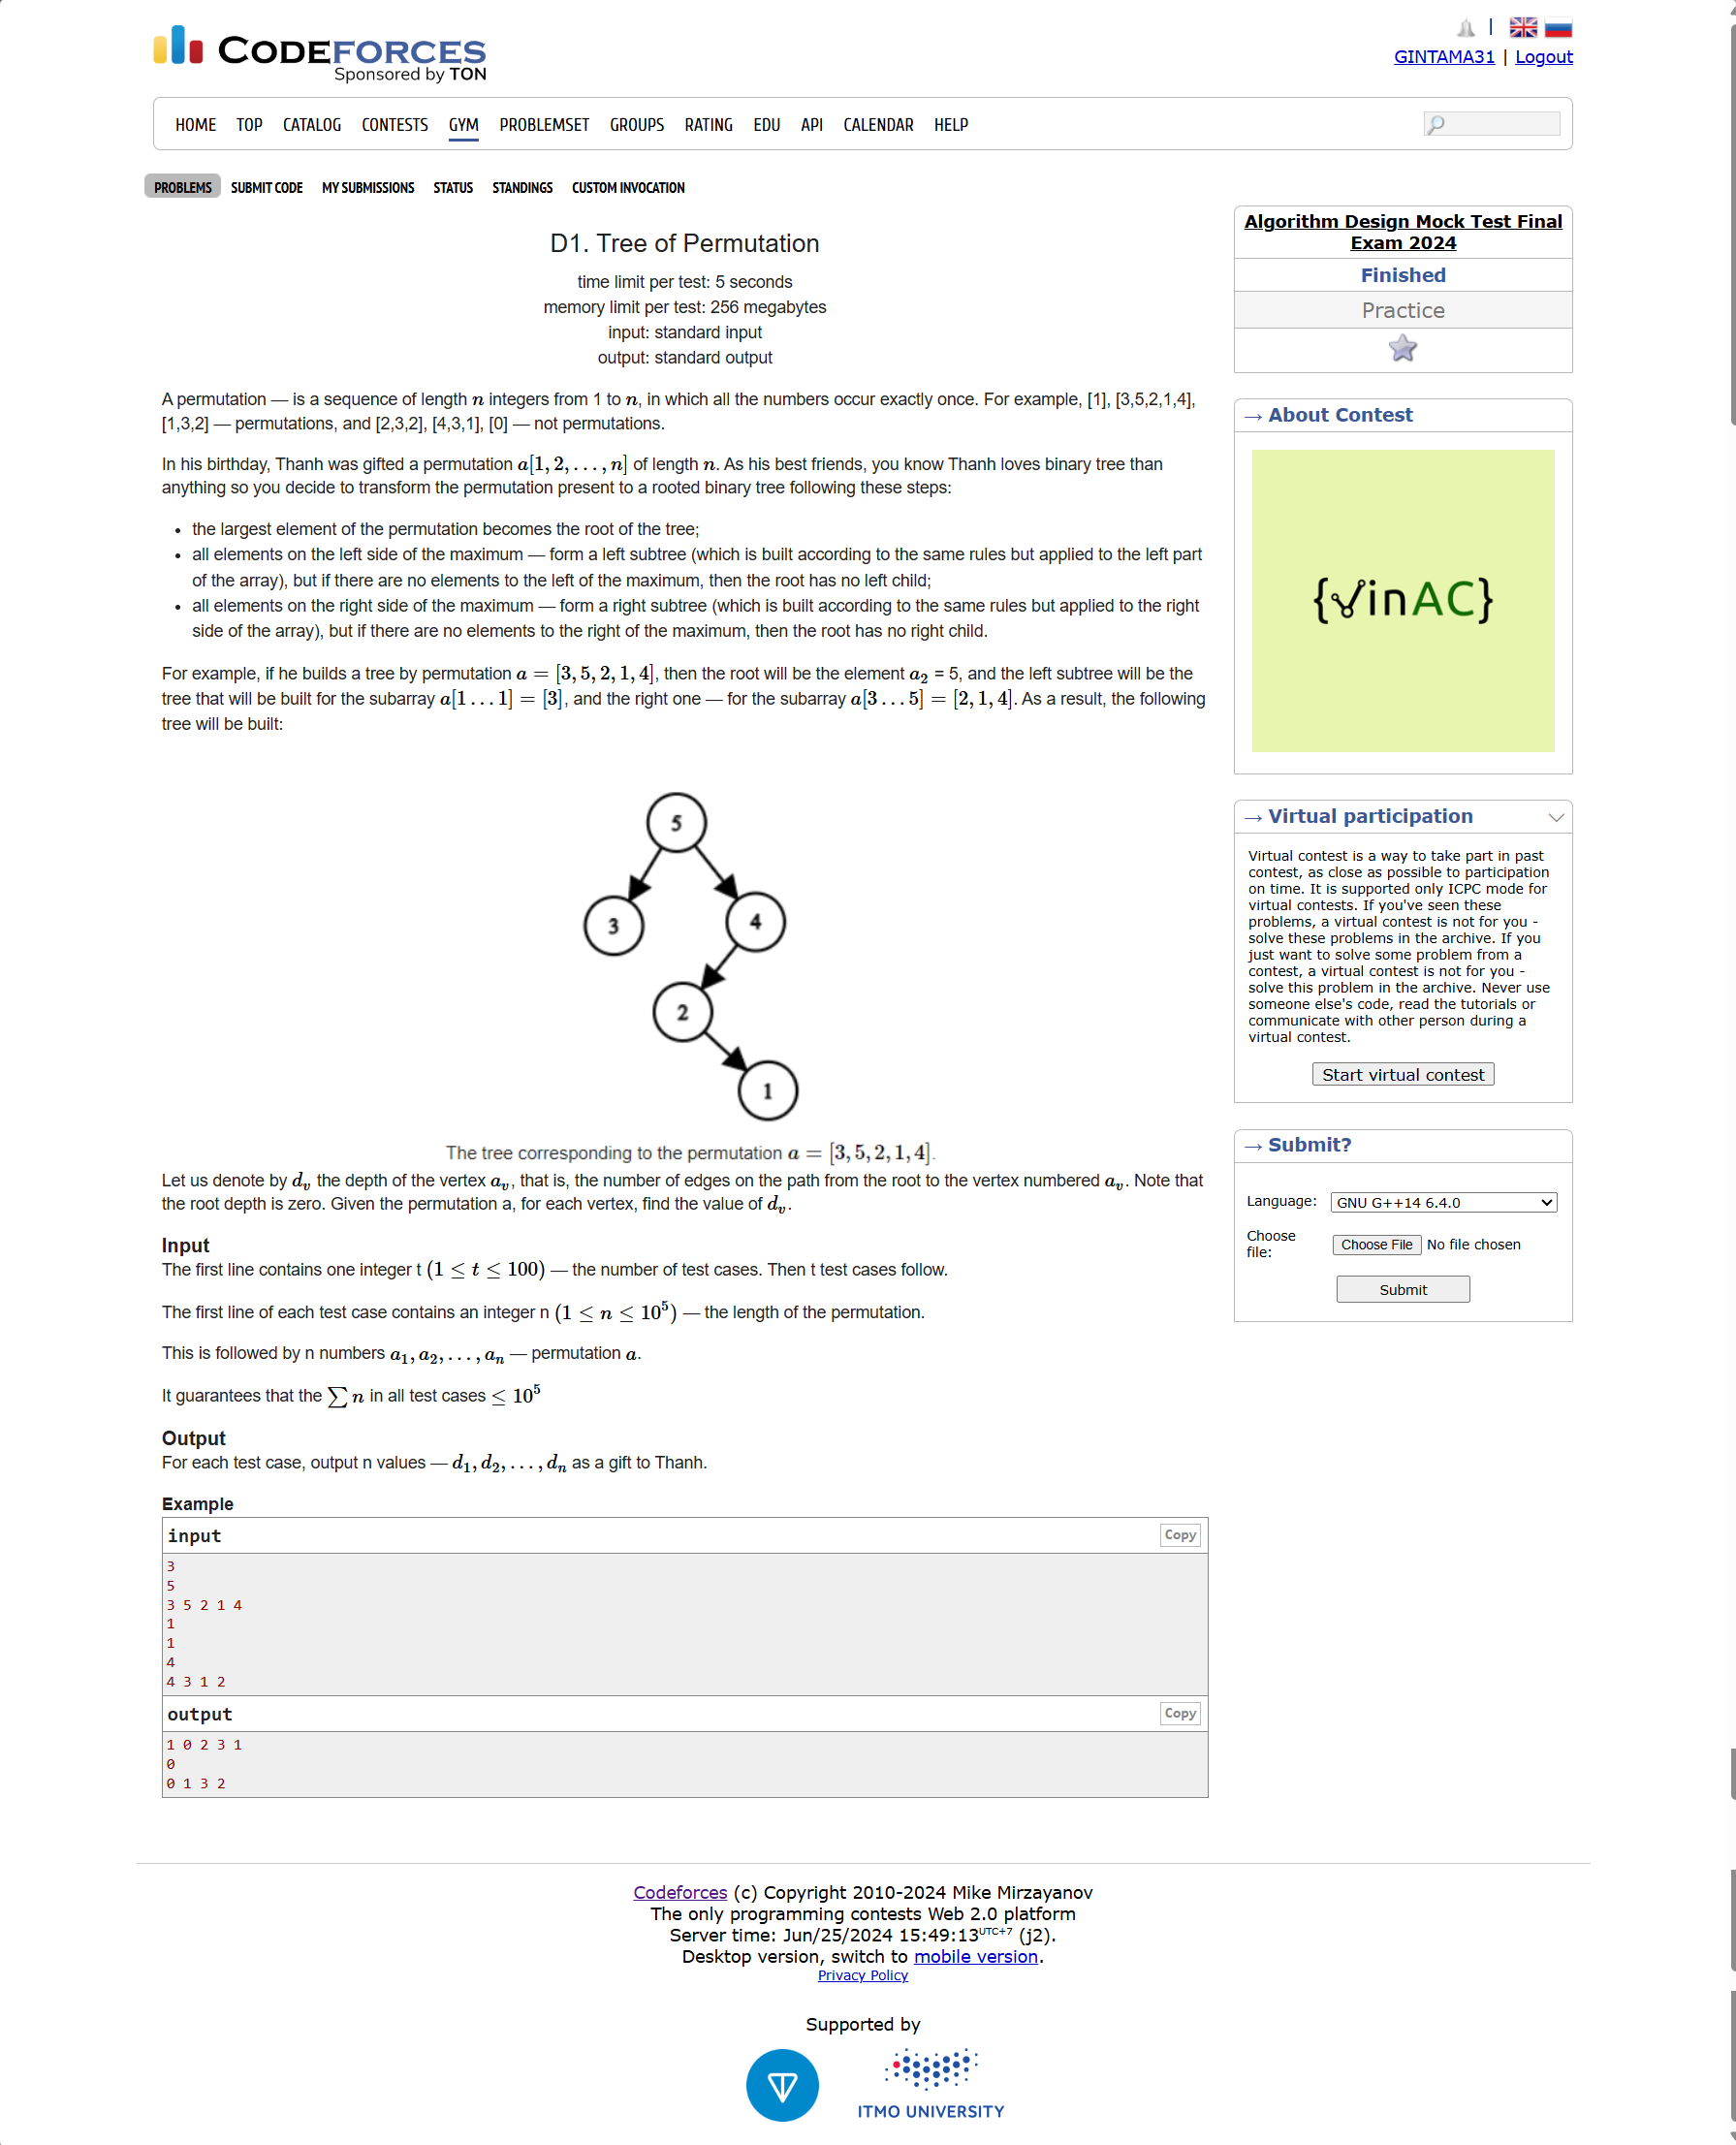 CODEFORCES
Sponsored by TON
|
GINTAMA31 | Logout
HOME TOP CATALOG CONTESTS GYM PROBLEMSET GROUPS RATING EDU API CALENDAR HELP
PROBLEMS SUBMIT CODE MY SUBMISSIONS STATUS STANDINGS CUSTOM INVOCATION
D1. Tree of Permutation
time limit per test: 5 seconds
memory limit per test: 256 megabytes
input: standard input
output: standard output
A permutation — is a sequence of length n integers from 1 to n, in which all the numbers occur exactly once. For example, [1], [3,5,2,1,4],
[1,3,2] — permutations, and [2,3,2], [4,3,1], [0] — not permutations.
In his birthday, Thanh was gifted a permutation a[1, 2, . . . , n] of length n. As his best friends, you know Thanh loves binary tree than
anything so you decide to transform the permutation present to a rooted binary tree following these steps:
• the largest element of the permutation becomes the root of the tree;
• all elements on the left side of the maximum — form a left subtree (which is built according to the same rules but applied to the left part
of the array), but if there are no elements to the left of the maximum, then the root has no left child;
• all elements on the right side of the maximum — form a right subtree (which is built according to the same rules but applied to the right
side of the array), but if there are no elements to the right of the maximum, then the root has no right child.
For example, if he builds a tree by permutation a = [3, 5, 2, 1, 4], then the root will be the element a₂ = 5, and the left subtree will be the
tree that will be built for the subarray a[1 . . . 1] = [3], and the right one — for the subarray a[3 . . . 5] = [2, 1, 4]. As a result, the following
tree will be built:
5
3
4
2
1
The tree corresponding to the permutation a = [3, 5, 2, 1, 4].
Let us denote by dᵥ the depth of the vertex aᵥ, that is, the number of edges on the path from the root to the vertex numbered aᵥ. Note that
the root depth is zero. Given the permutation a, for each vertex, find the value of dᵥ.
Input
The first line contains one integer t (1 ≤ t ≤ 100) — the number of test cases. Then t test cases follow.
The first line of each test case contains an integer n (1 ≤ n ≤ 10⁵) — the length of the permutation.
This is followed by n numbers a₁, a₂, . . . , aₙ — permutation a.
It guarantees that the ∑ n in all test cases ≤ 10⁵
Output
For each test case, output n values — d₁, d₂, . . . , dₙ as a gift to Thanh.
Example
input
Copy
3
5
3 5 2 1 4
1
1
4
4 3 1 2
output
Copy
1 0 2 3 1
0
0 1 3 2
Algorithm Design Mock Test Final
Exam 2024
Finished
Practice
→ About Contest
{VinAC}
→ Virtual participation
Virtual contest is a way to take part in past
contest, as close as possible to participation
on time. It is supported only ICPC mode for
virtual contests. If you've seen these
problems, a virtual contest is not for you -
solve these problems in the archive. If you
just want to solve some problem from a
contest, a virtual contest is not for you -
solve this problem in the archive. Never use
someone else's code, read the tutorials or
communicate with other person during a
virtual contest.
Start virtual contest
→ Submit?
Language: GNU G++14 6.4.0
Choose
file:
Choose File No file chosen
Submit
Codeforces (c) Copyright 2010-2024 Mike Mirzayanov
The only programming contests Web 2.0 platform
Server time: Jun/25/2024 15:49:13UTC+7 (j2).
Desktop version, switch to mobile version.
Privacy Policy
Supported by
ITMO UNIVERSITY